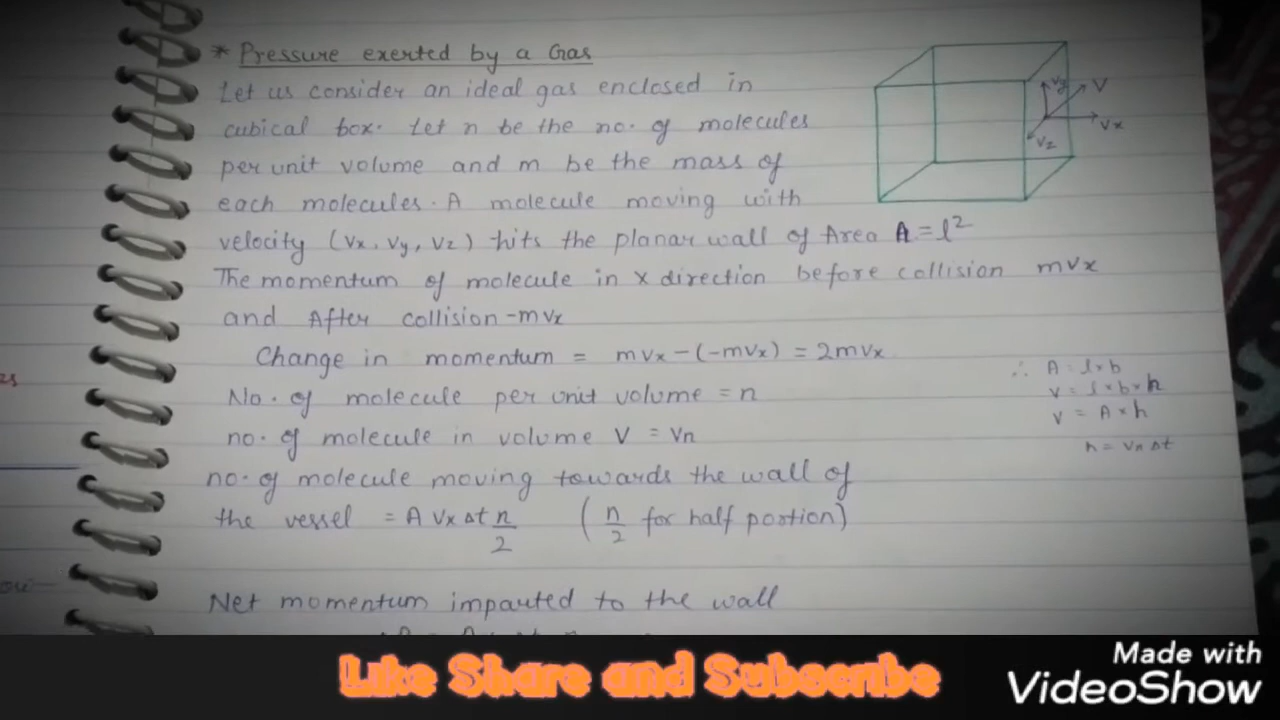 * Pressure exerted by a Gas
Let us consider an ideal gas enclosed in
cubical box. Let n be the no. of molecules
per unit volume and m be the mass of
each molecules. A molecule moving with
velocity (Vx, Vy, Vz) hits the planar wall of Area A = l²
The momentum of molecule in x direction before collision mvx
and After collision -mvx
Change in momentum = mvx - (-mvx) = 2mvx
No. of molecule per unit volume = n
no. of molecule in volume V = Vn
no. of molecule moving towards the wall of
the vessel = A Vx Δt n/2 (n/2 for half portion)
Net momentum imparted to the wall
Vy
V
Vx
Vz
∴ A = l×b
V = l×b×h
V = A×h
h = Vx Δt
Like Share and Subscribe
Made with
VideoShow